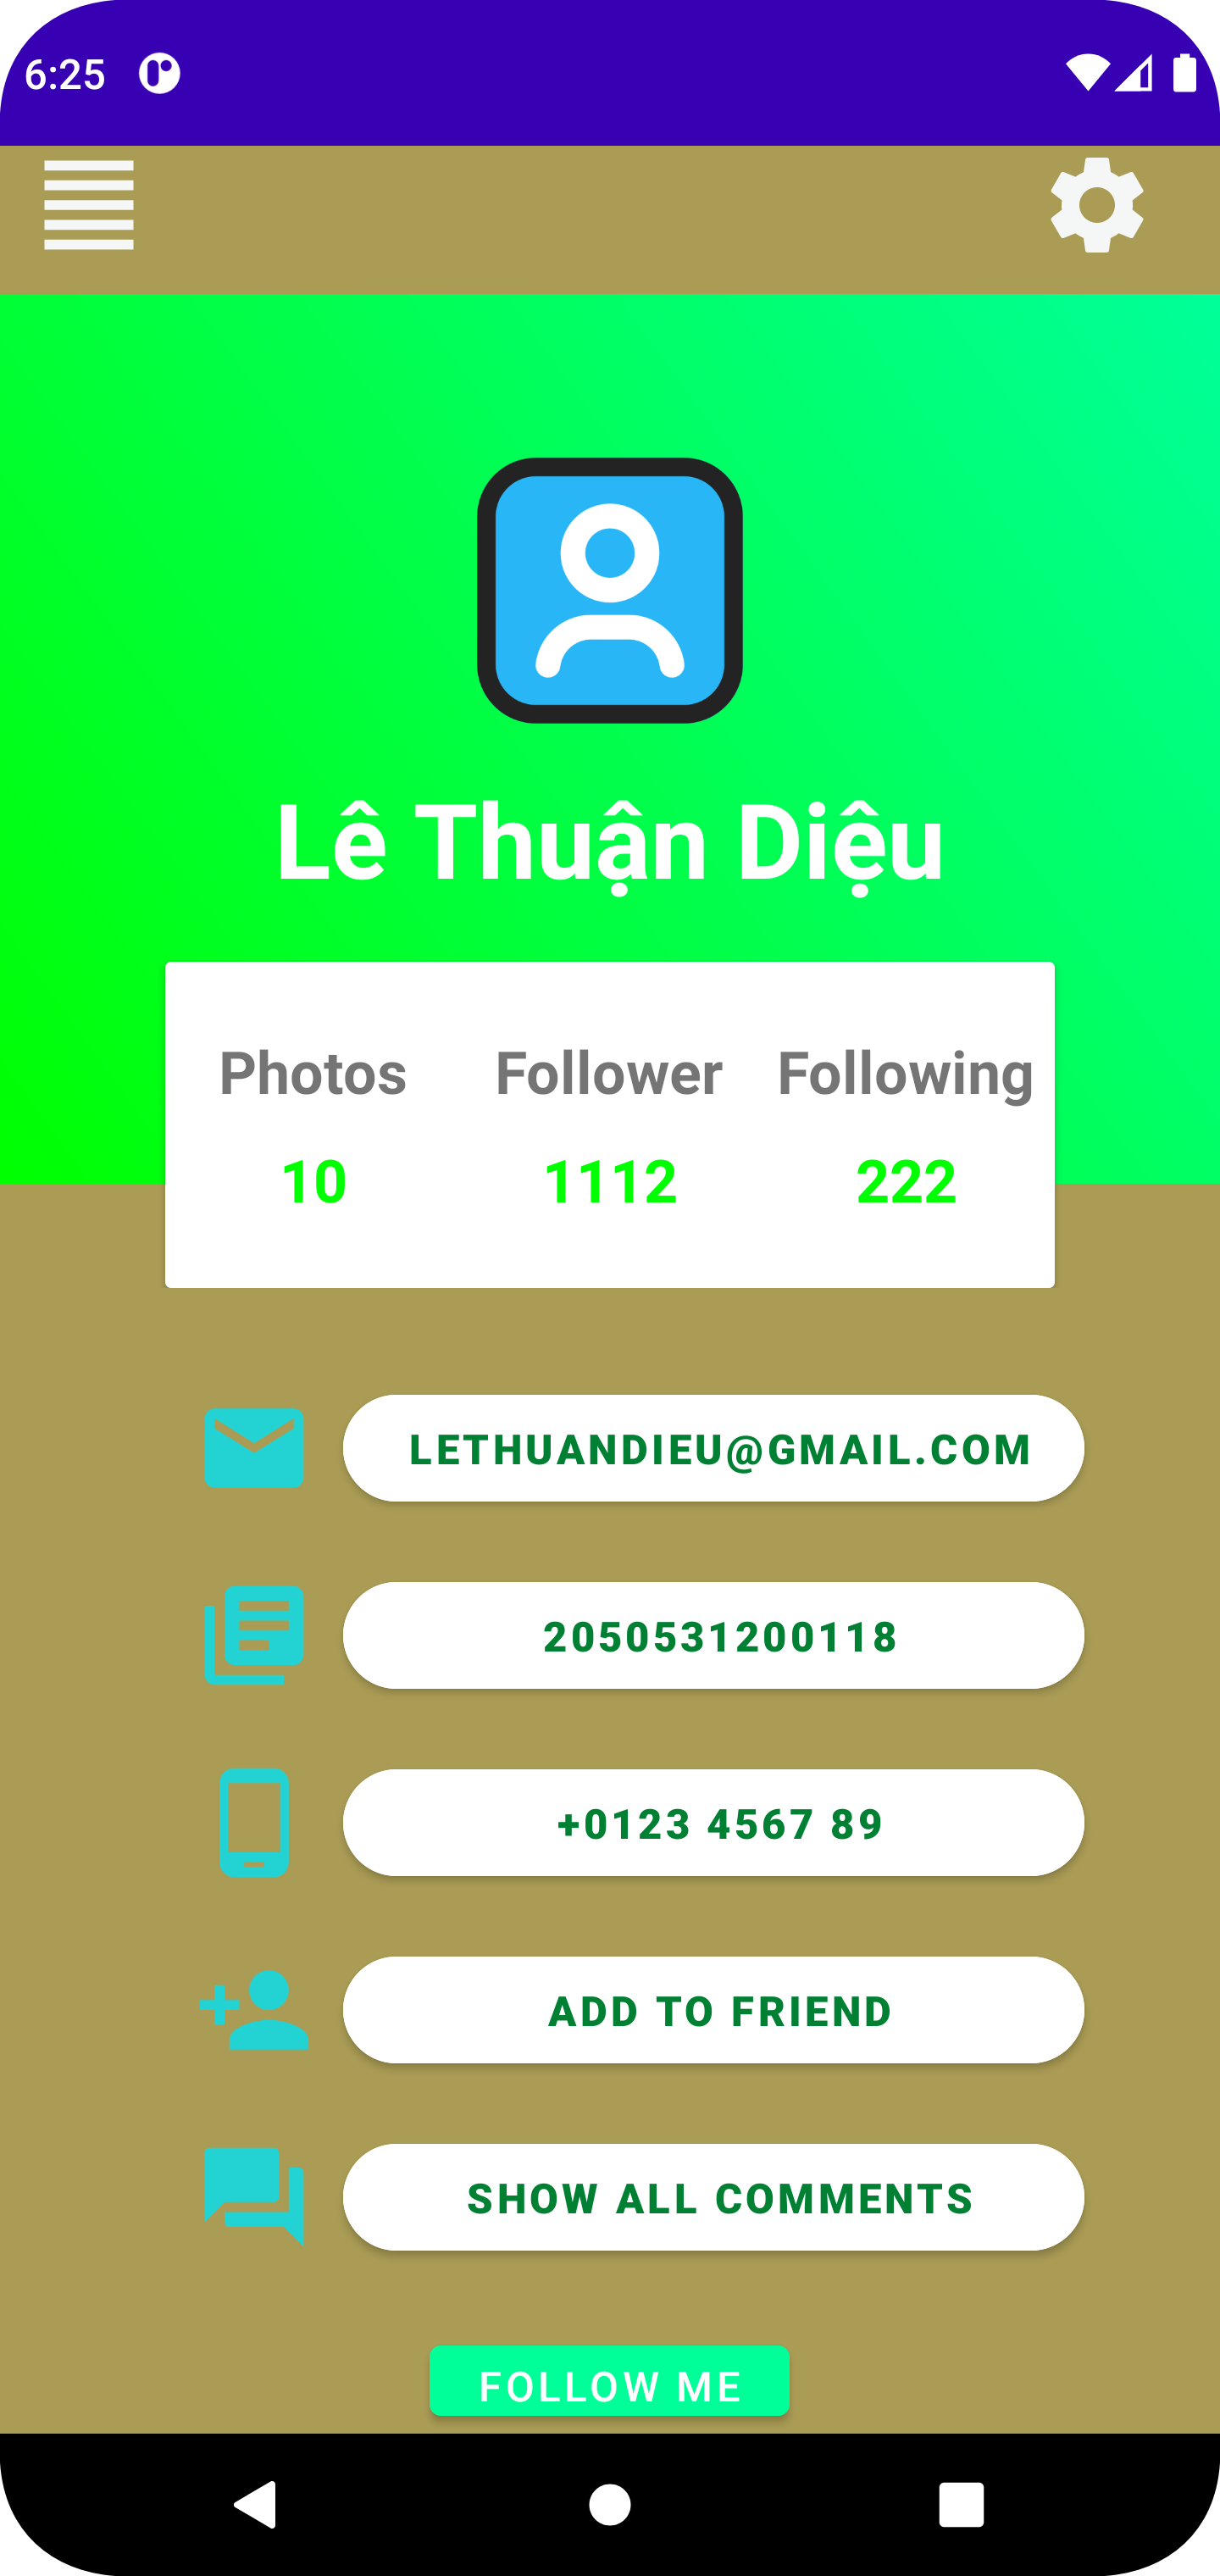 6:25
Lê Thuận Diệu
Photos Follower Following
10 1112 222
LETHUANDIEU@GMAIL.COM
2050531200118
+0123 4567 89
ADD TO FRIEND
SHOW ALL COMMENTS
FOLLOW ME